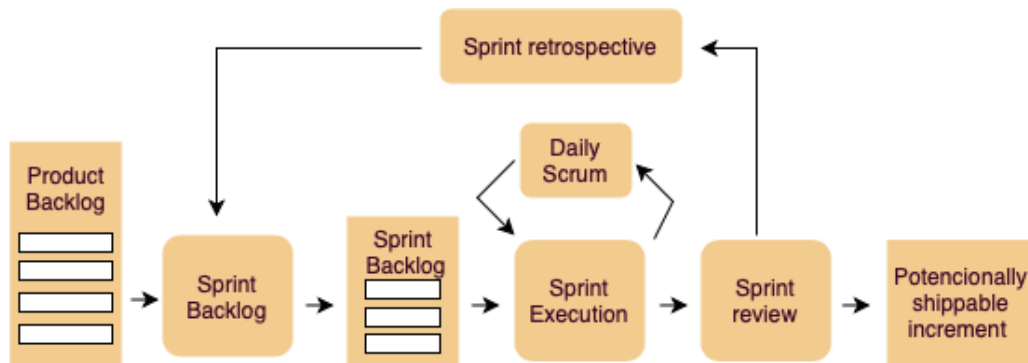 Sprint retrospective
Product
Backlog
Daily
Scrum
Sprint
Backlog
Sprint
Backlog
Sprint
Execution
Sprint
review
Potencionally
shippable
increment